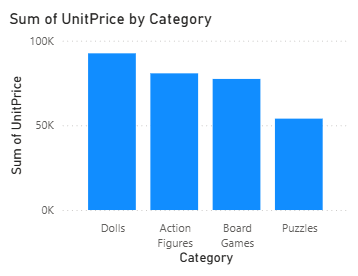 Sum of UnitPrice by Category
100K
50K
0K
Sum of UnitPrice
Dolls
Action
Figures
Board
Games
Puzzles
Category